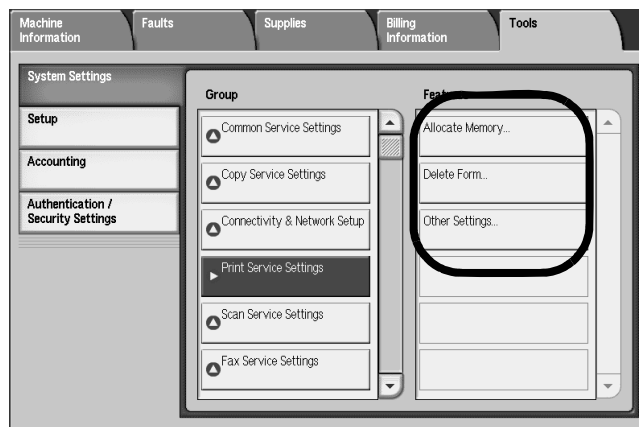 Machine
Information
Faults
Supplies
Billing
Information
Tools
System Settings
Setup
Accounting
Authentication /
Security Settings
Group
Common Service Settings
Copy Service Settings
Connectivity & Network Setup
Print Service Settings
Scan Service Settings
Fax Service Settings
Features
Allocate Memory...
Delete Form...
Other Settings...